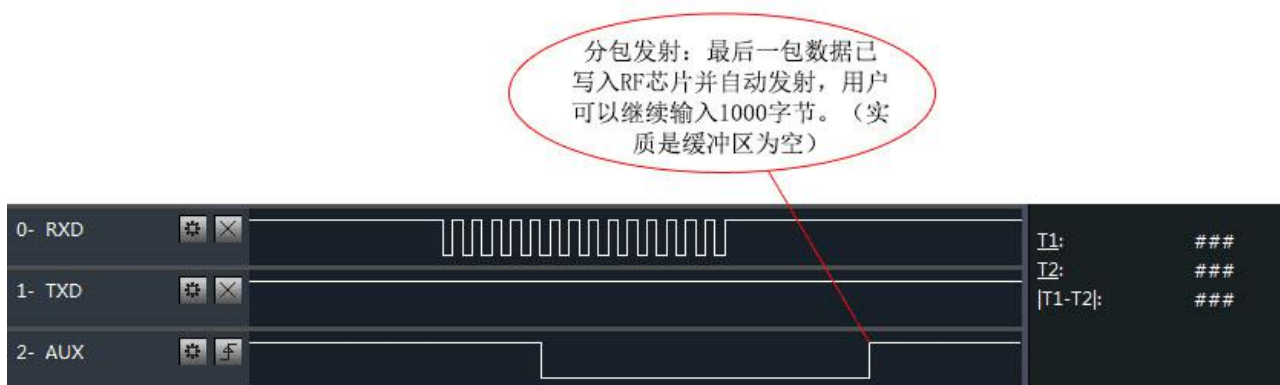 分包发射：最后一包数据已
写入RF芯片并自动发射，用户
可以继续输入1000字节。（实
质是缓冲区为空）
0- RXD
1- TXD
2- AUX
T1: ###
T2: ###
|T1-T2|: ###